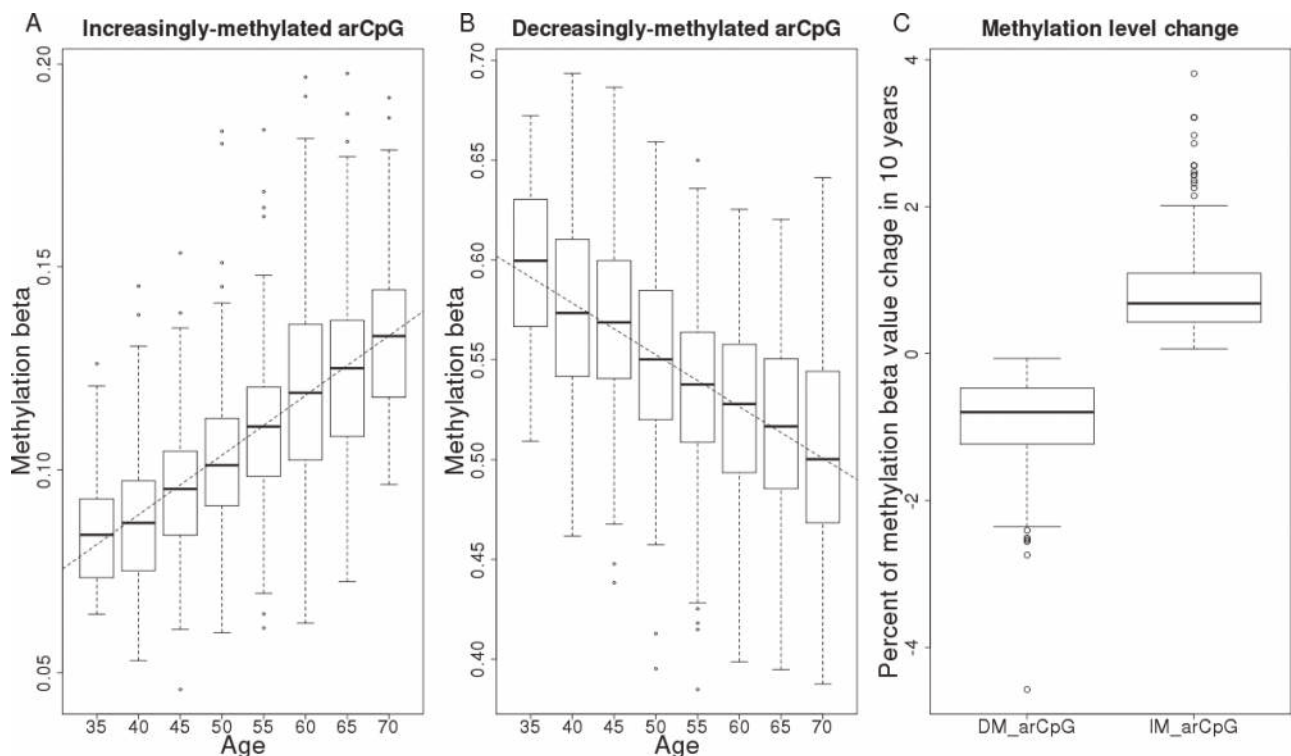 A Increasingly-methylated arCpG
Methylation beta
0.20
0.15
0.10
0.05
35 40 45 50 55 60 65 70
Age
B Decreasingly-methylated arCpG
Methylation beta
0.70
0.65
0.60
0.55
0.50
0.45
0.40
35 40 45 50 55 60 65 70
Age
C Methylation level change
Percent of methylation beta value chage in 10 years
4
2
0
-2
-4
DM_arCpG IM_arCpG